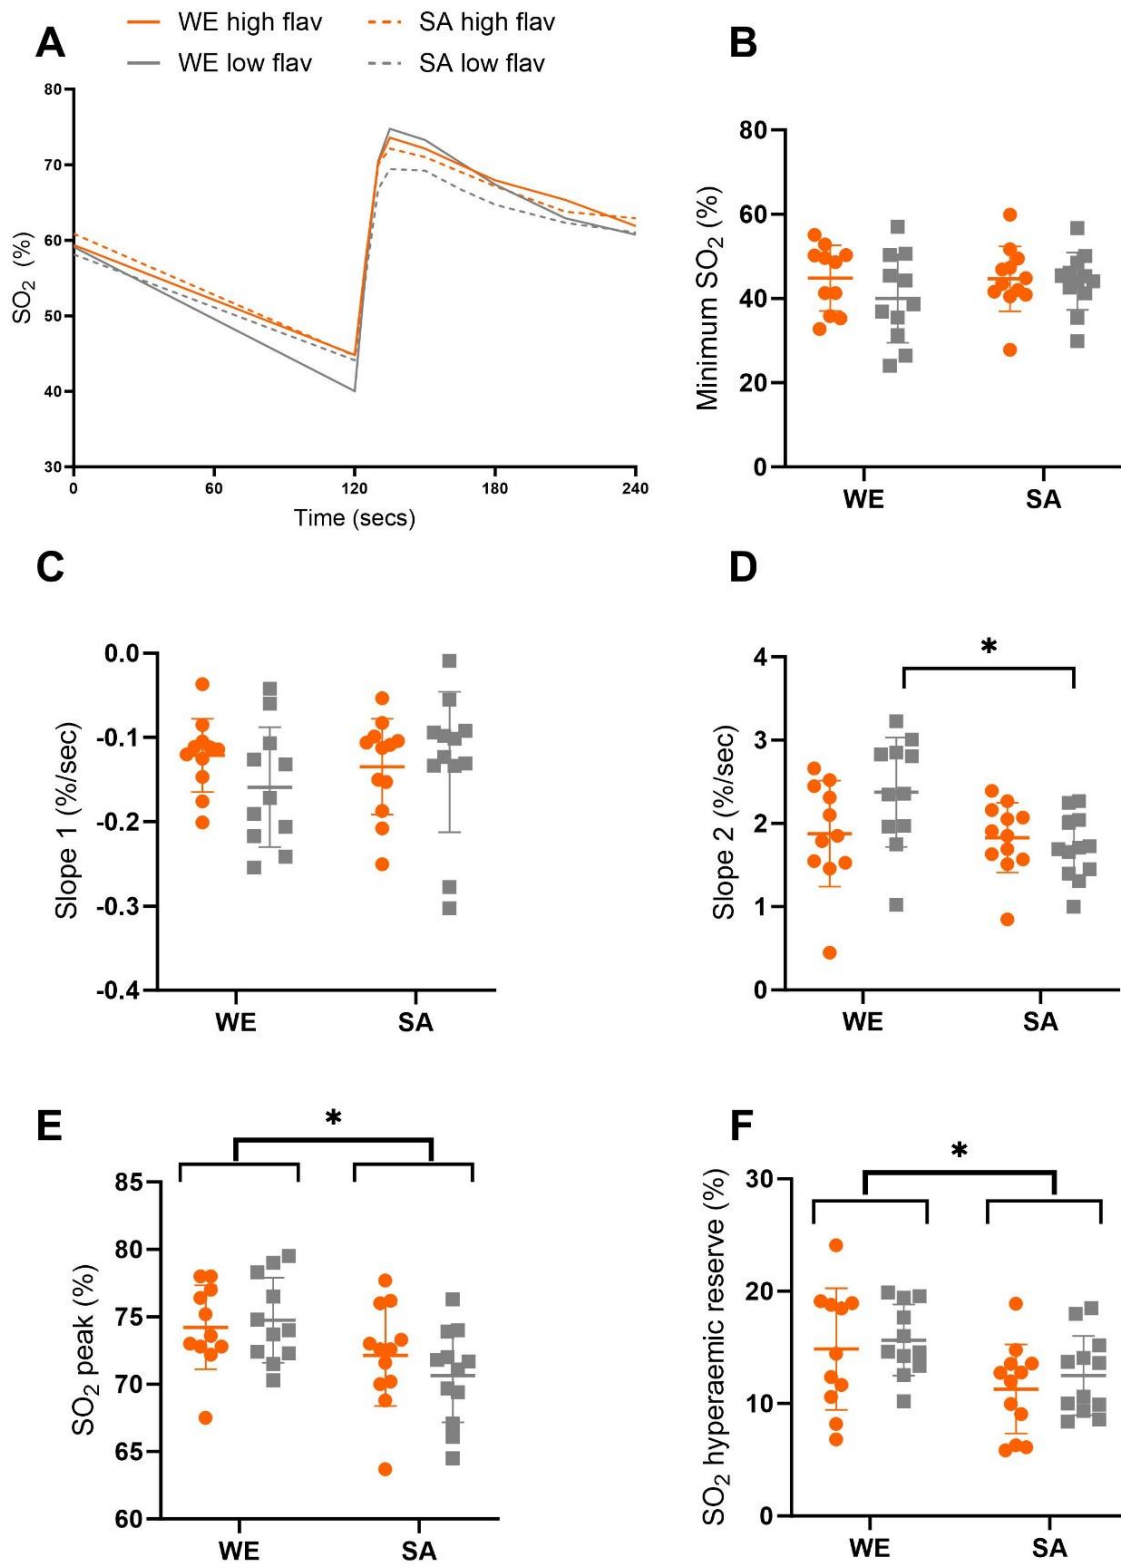 A
WE high flav
SA high flav
WE low flav
SA low flav
80
70
60
50
40
30
SO₂ (%)
0
60
120
180
240
Time (secs)
B
80
60
40
20
0
Minimum SO₂ (%)
WE
SA
C
0.0
-0.1
-0.2
-0.3
-0.4
Slope 1 (%/sec)
WE
SA
D
*
4
3
2
1
0
Slope 2 (%/sec)
WE
SA
E
*
85
80
75
70
65
60
SO₂ peak (%)
WE
SA
F
*
30
20
10
0
SO₂ hyperaemic reserve (%)
WE
SA